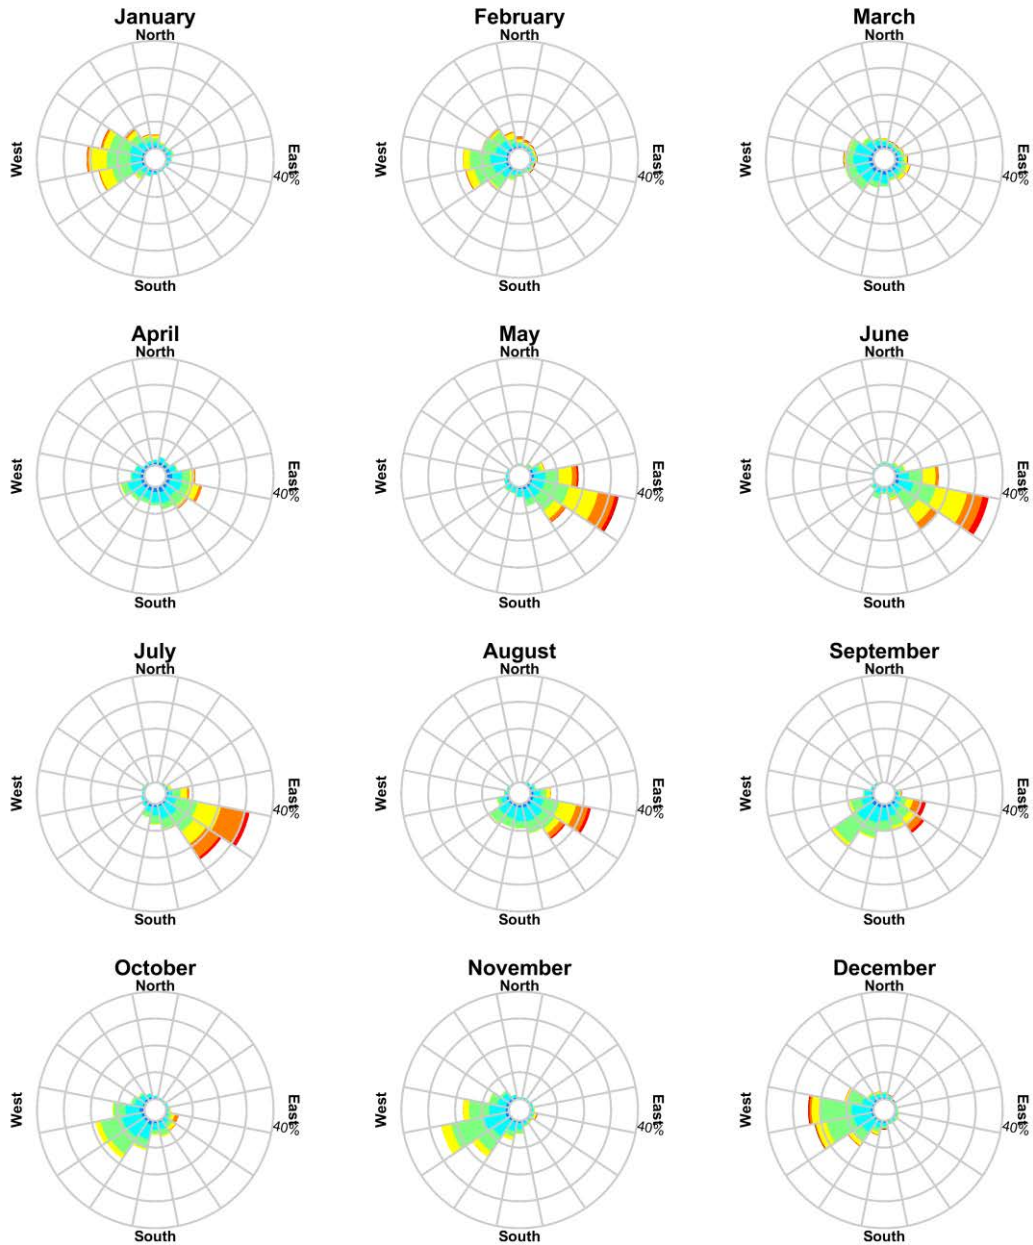 January
North
West
East
40%
South
February
North
West
East
40%
South
March
North
West
East
40%
South
April
North
West
East
40%
South
May
North
West
East
40%
South
June
North
West
East
40%
South
July
North
West
East
40%
South
August
North
West
East
40%
South
September
North
West
East
40%
South
October
North
West
East
40%
South
November
North
West
East
40%
South
December
North
West
East
40%
South